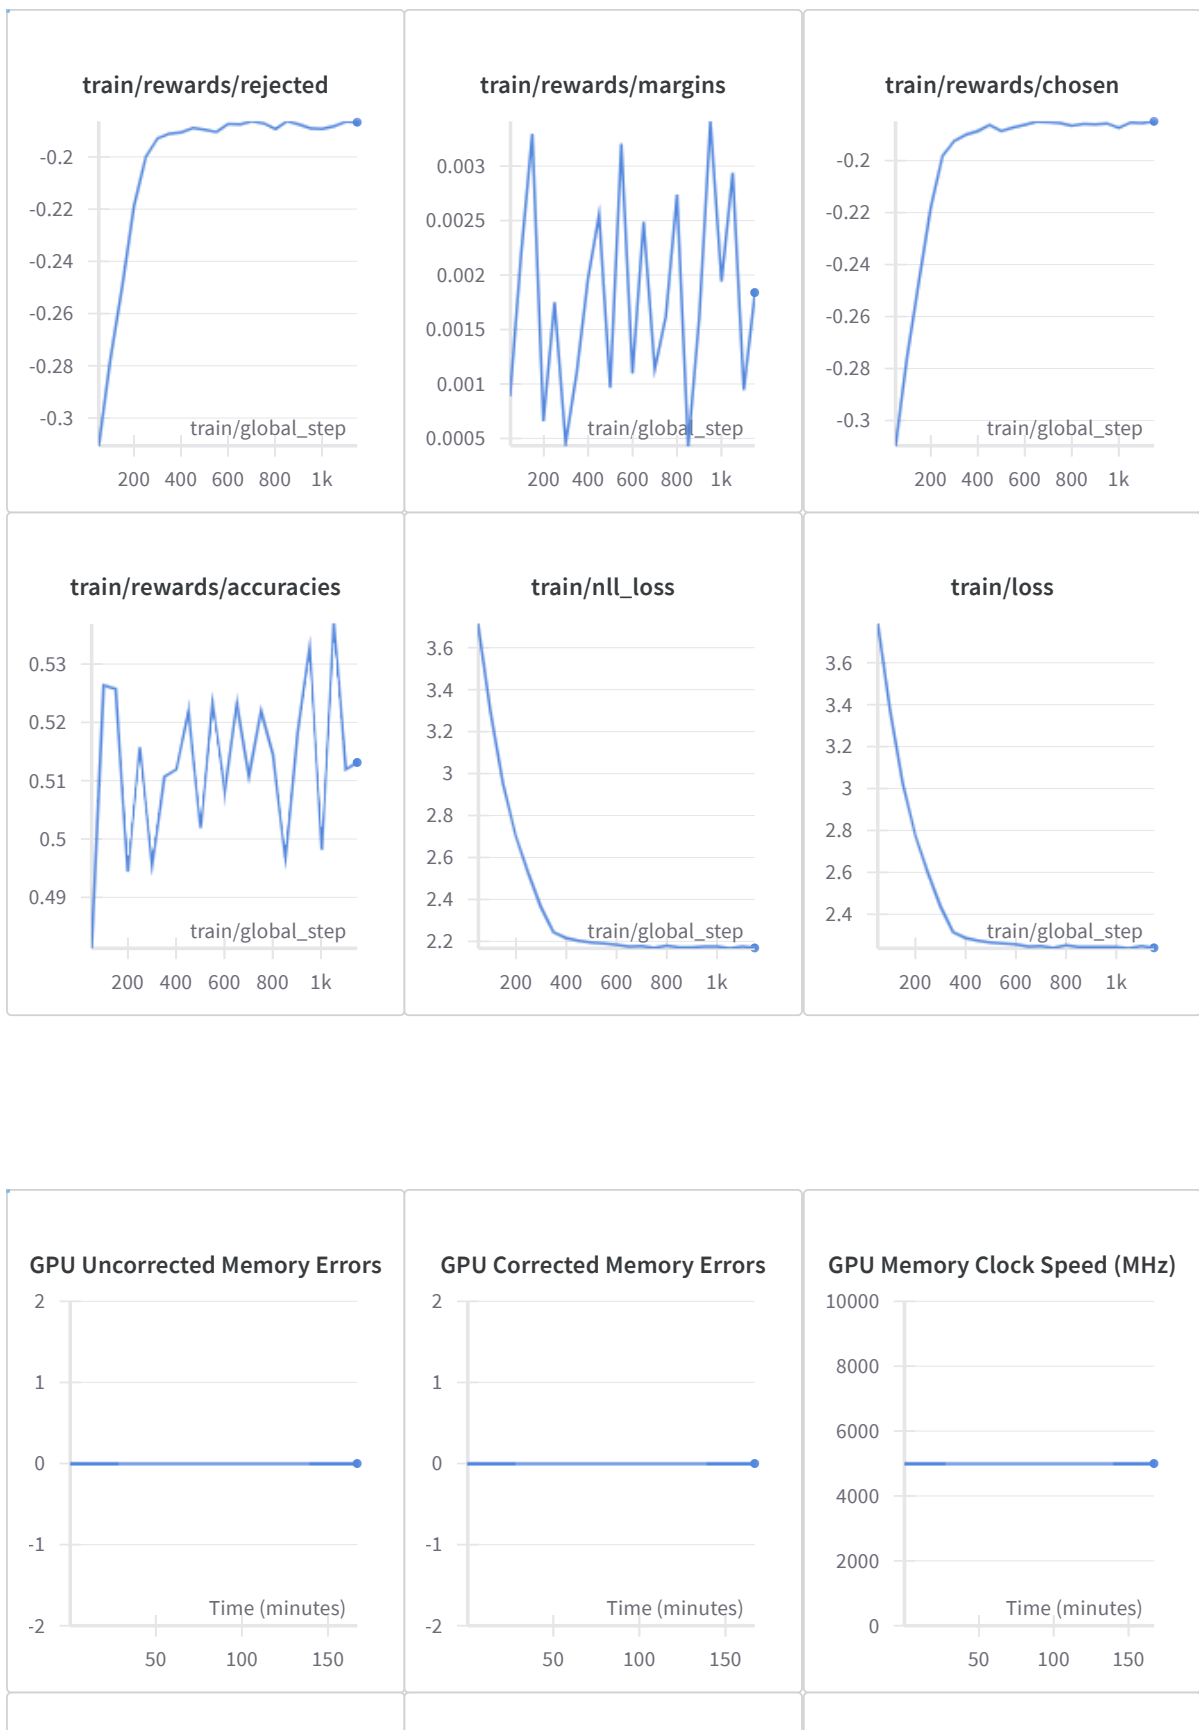 train/rewards/rejected
-0.2
-0.22
-0.24
-0.26
-0.28
-0.3
train/global_step
200 400 600 800 1k
train/rewards/margins
0.003
0.0025
0.002
0.0015
0.001
0.0005
train/global_step
200 400 600 800 1k
train/rewards/chosen
-0.2
-0.22
-0.24
-0.26
-0.28
-0.3
train/global_step
200 400 600 800 1k
train/rewards/accuracies
0.53
0.52
0.51
0.5
0.49
train/global_step
200 400 600 800 1k
train/nll_loss
3.6
3.4
3.2
3
2.8
2.6
2.4
2.2
train/global_step
200 400 600 800 1k
train/loss
3.6
3.4
3.2
3
2.8
2.6
2.4
train/global_step
200 400 600 800 1k
GPU Uncorrected Memory Errors
2
1
0
-1
-2
Time (minutes)
50 100 150
GPU Corrected Memory Errors
2
1
0
-1
-2
Time (minutes)
50 100 150
GPU Memory Clock Speed (MHz)
10000
8000
6000
4000
2000
0
Time (minutes)
50 100 150